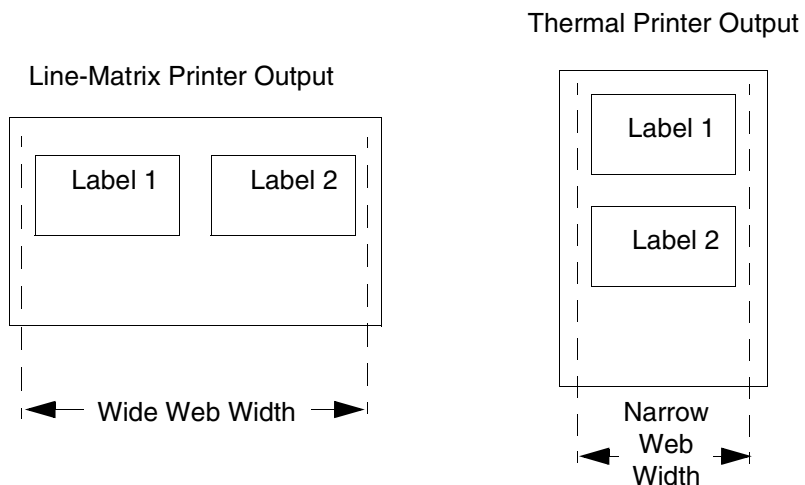 Thermal Printer Output
Line-Matrix Printer Output
Label 1
Label 2
Wide Web Width
Label 1
Label 2
Narrow
Web
Width